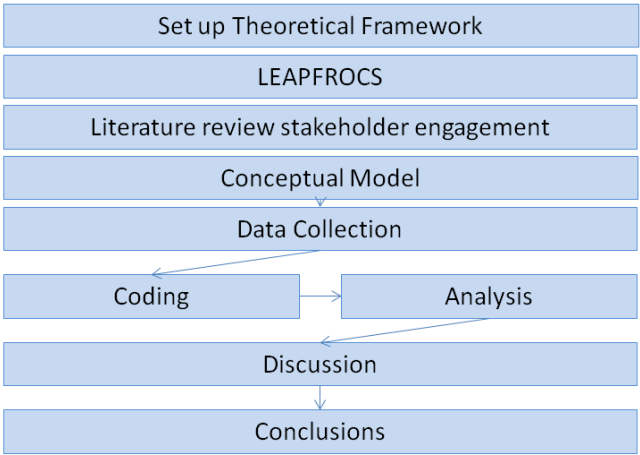 Set up Theoretical Framework
LEAPFROCS
Literature review stakeholder engagement
Conceptual Model
Data Collection
Coding
Analysis
Discussion
Conclusions